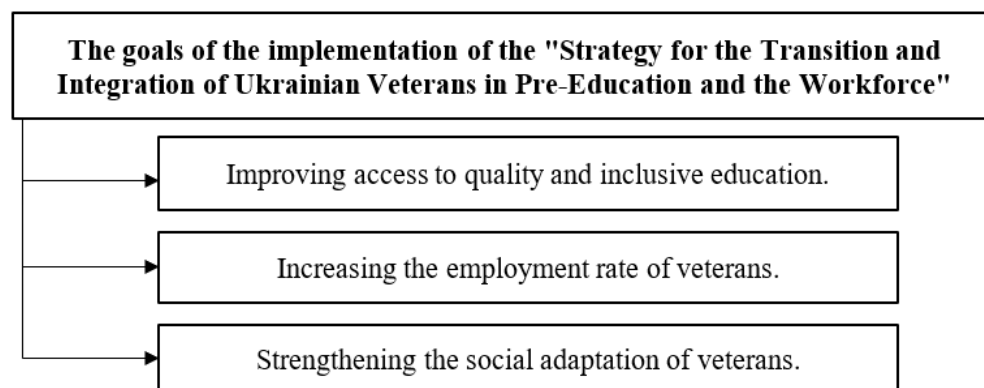 The goals of the implementation of the "Strategy for the Transition and
Integration of Ukrainian Veterans in Pre-Education and the Workforce"
Improving access to quality and inclusive education.
Increasing the employment rate of veterans.
Strengthening the social adaptation of veterans.